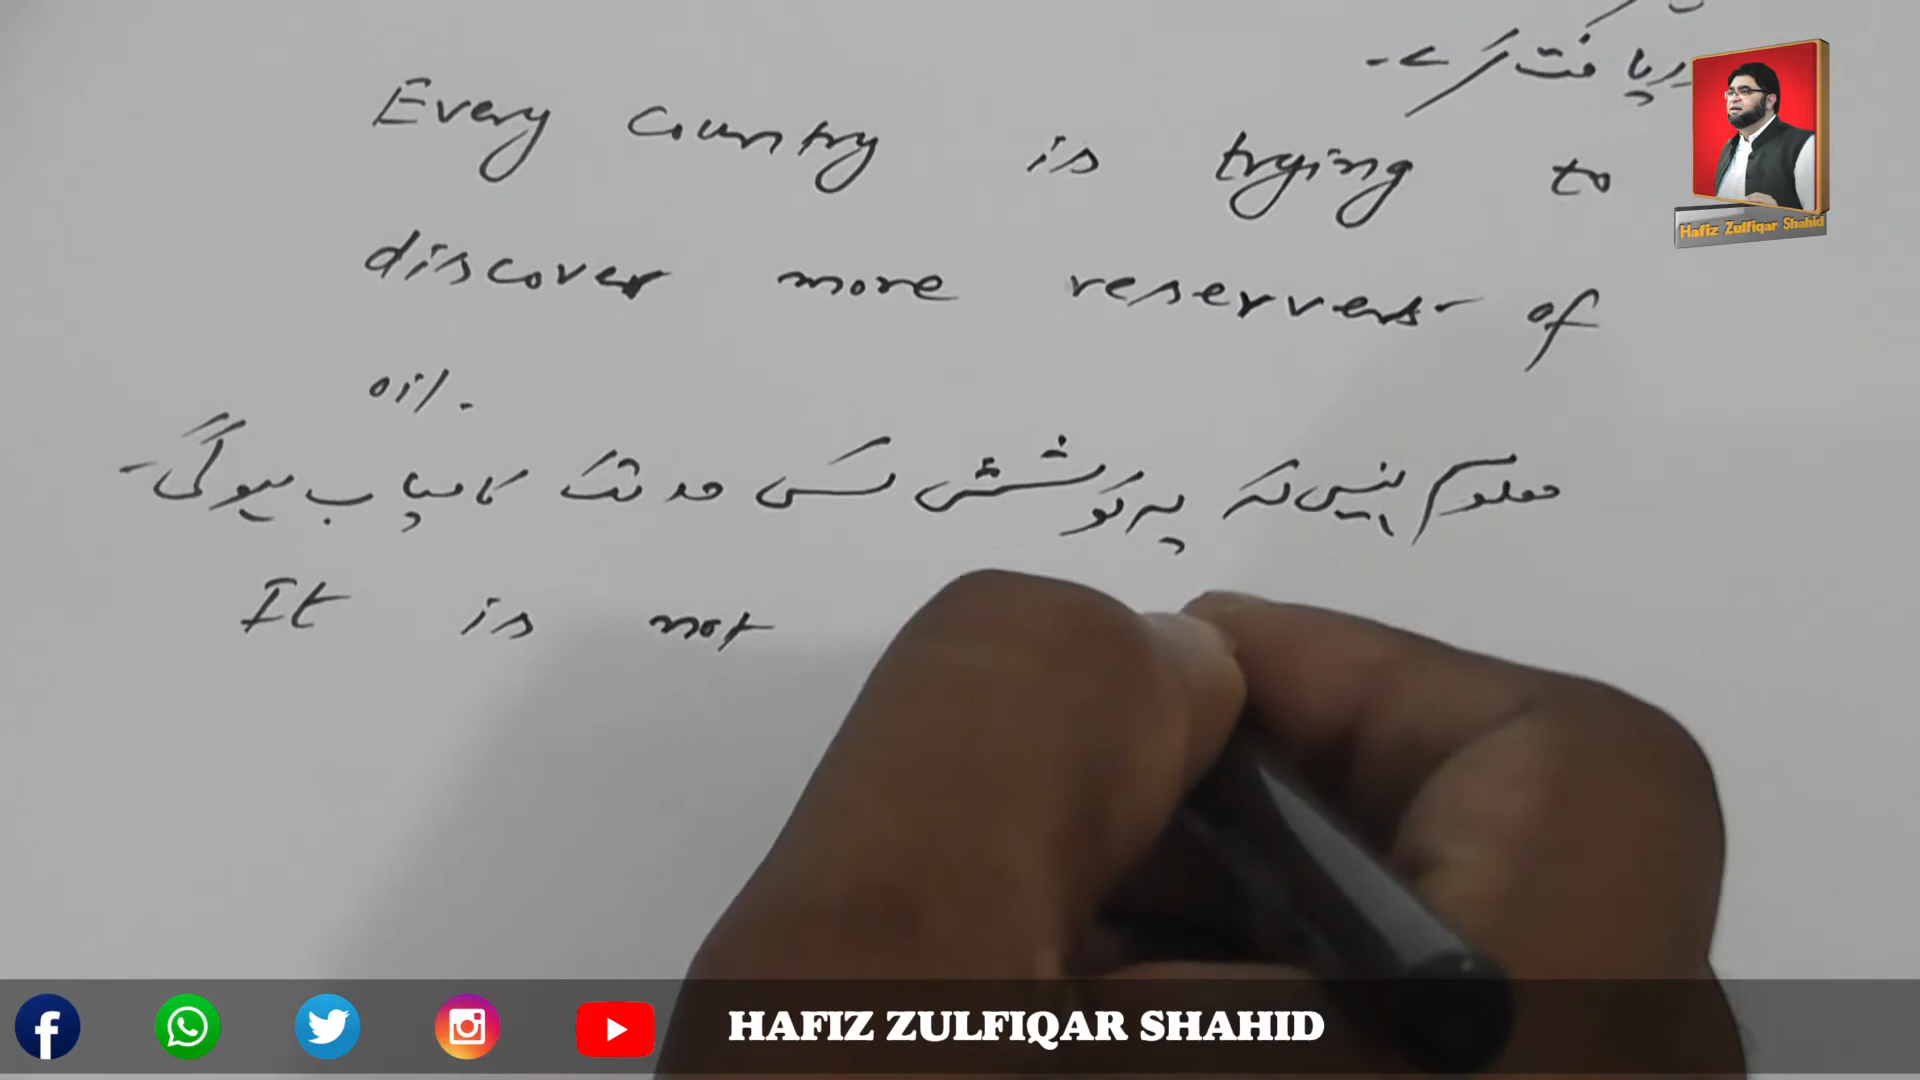 دریافت کرے۔
Every country is trying to
discover more reserves of
oil.
معلوم نہیں کہ یہ کوشش کس حد تک کامیاب ہوگی۔
It is not
Hafiz Zulfiqar Shahid
HAFIZ ZULFIQAR SHAHID